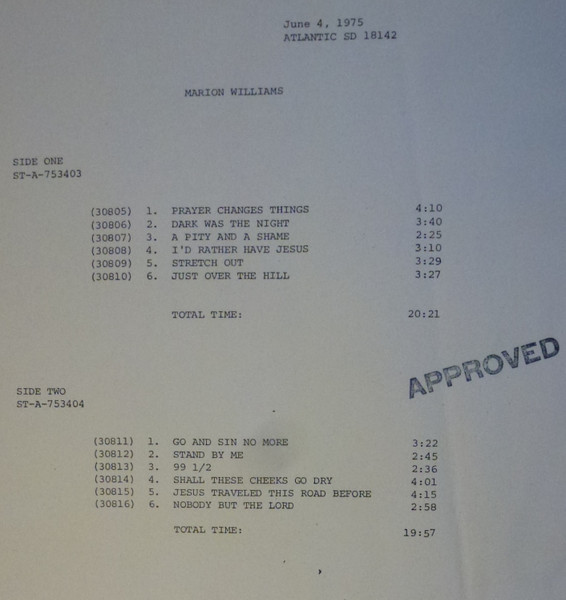 June 4, 1975
ATLANTIC SD 18142
MARION WILLIAMS
SIDE ONE
ST-A-753403
(30805) 1. PRAYER CHANGES THINGS 4:10
(30806) 2. DARK WAS THE NIGHT 3:40
(30807) 3. A PITY AND A SHAME 2:25
(30808) 4. I'D RATHER HAVE JESUS 3:10
(30809) 5. STRETCH OUT 3:29
(30810) 6. JUST OVER THE HILL 3:27
TOTAL TIME: 20:21
APPROVED
SIDE TWO
ST-A-753404
(30811) 1. GO AND SIN NO MORE 3:22
(30812) 2. STAND BY ME 2:45
(30813) 3. 99 1/2 2:36
(30814) 4. SHALL THESE CHEEKS GO DRY 4:01
(30815) 5. JESUS TRAVELED THIS ROAD BEFORE 4:15
(30816) 6. NOBODY BUT THE LORD 2:58
TOTAL TIME: 19:57